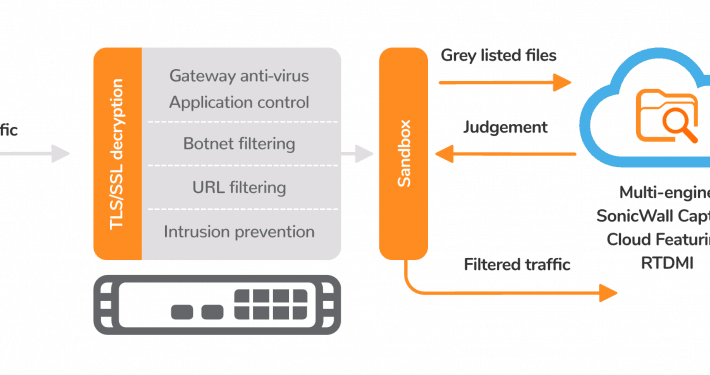 fic
TLS/SSL decryption
Gateway anti-virus
Application control
Botnet filtering
URL filtering
Intrusion prevention
Sandbox
Grey listed files
Judgement
Filtered traffic
Multi-engine
SonicWall Capt
Cloud Featurin
RTDMI